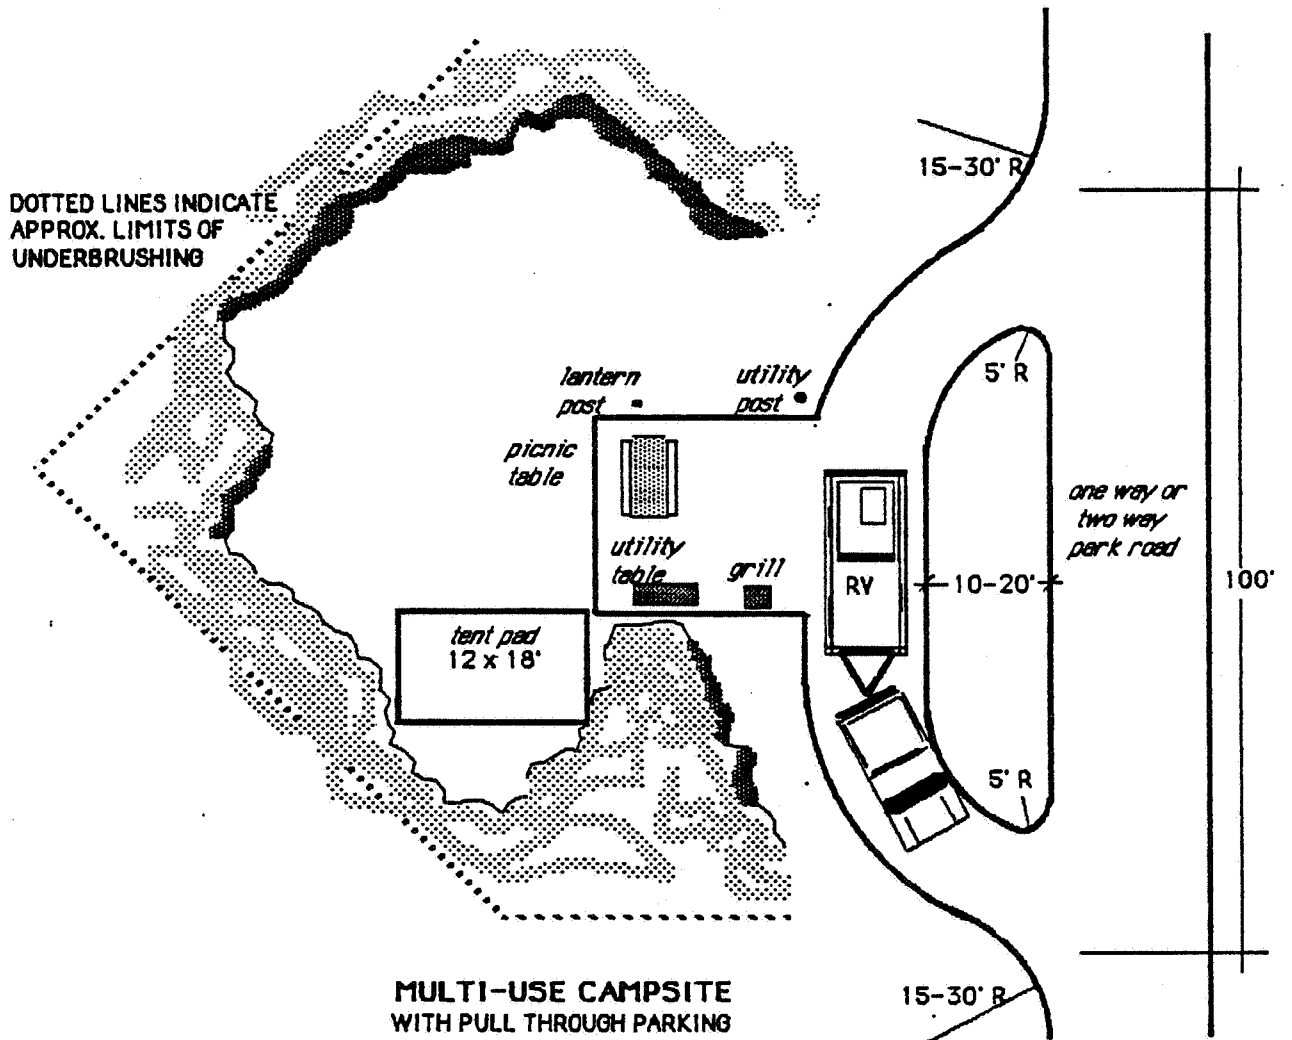 15-30' R
DOTTED LINES INDICATE
APPROX. LIMITS OF
UNDERBRUSHING
5' R
lantern
post
utility
post
picnic
table
one way or
two way
park road
utility
table
grill
RV
10-20'
100'
tent pad
12 x 18'
5' R
MULTI-USE CAMPSITE
WITH PULL THROUGH PARKING
15-30' R